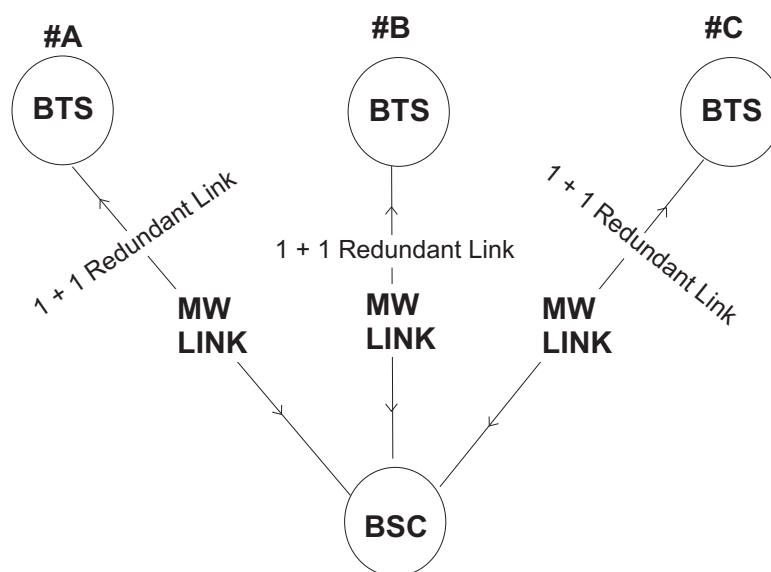 #A
#B
#C
BTS
BTS
BTS
1 + 1 Redundant Link
1 + 1 Redundant Link
1 + 1 Redundant Link
MW
LINK
MW
LINK
MW
LINK
BSC